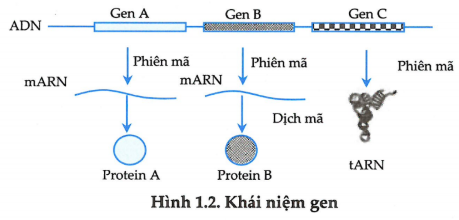 Gen A Gen B Gen C
ADN
Phiên mã Phiên mã Phiên mã
mARN mARN
Dịch mã
Protein A Protein B tARN
Hình 1.2. Khái niệm gen